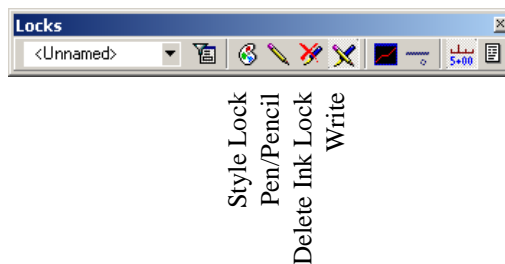 Locks
<Unnamed>
5+00
Style Lock
Pen/Pencil
Delete Ink Lock
Write